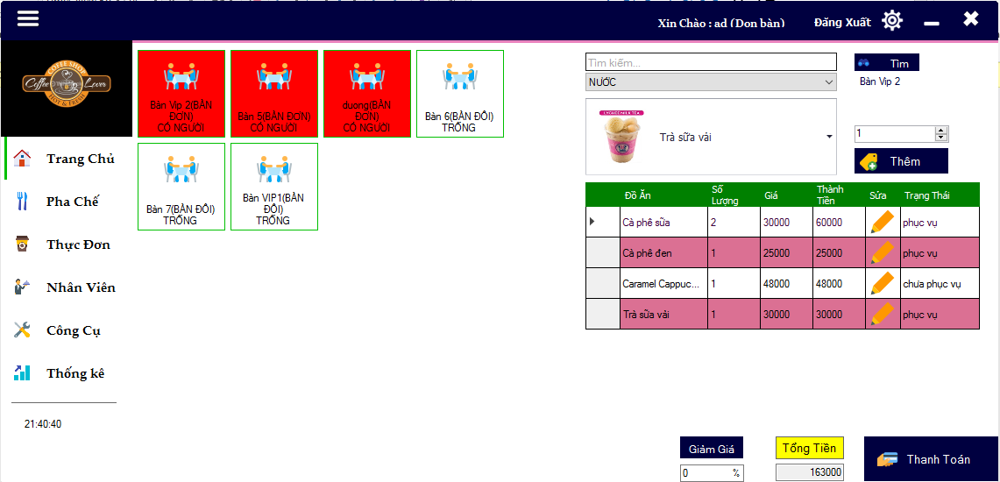 Xin Chào : ad (Don bàn)
Đăng Xuất
COFFEE SHOP
Coffee Lover
HOT & FRESH
Trang Chủ
Pha Chế
Thực Đơn
Nhân Viên
Công Cụ
Thống kê
21:40:40
Bàn Vip 2(BÀN
ĐƠN)
CÓ NGƯỜI
Bàn 5(BÀN ĐƠN)
CÓ NGƯỜI
duong(BÀN
ĐƠN)
CÓ NGƯỜI
Bàn 6(BÀN ĐÔI)
TRỐNG
Bàn 7(BÀN ĐÔI)
TRỐNG
Bàn VIP1(BÀN
ĐÔI)
TRỐNG
Tìm kiếm...
Tìm
NƯỚC
Bàn Vip 2
LYCHEE MILK TEA
Trà sữa vải
1
Thêm
Đồ Ăn Số Lượng Giá Thành Tiền Sửa Trạng Thái
Cà phê sữa 2 30000 60000 phục vụ
Cà phê đen 1 25000 25000 phục vụ
Caramel Cappuc... 1 48000 48000 chưa phục vụ
Trà sữa vải 1 30000 30000 phục vụ
Giảm Giá
0 %
Tổng Tiền
163000
Thanh Toán